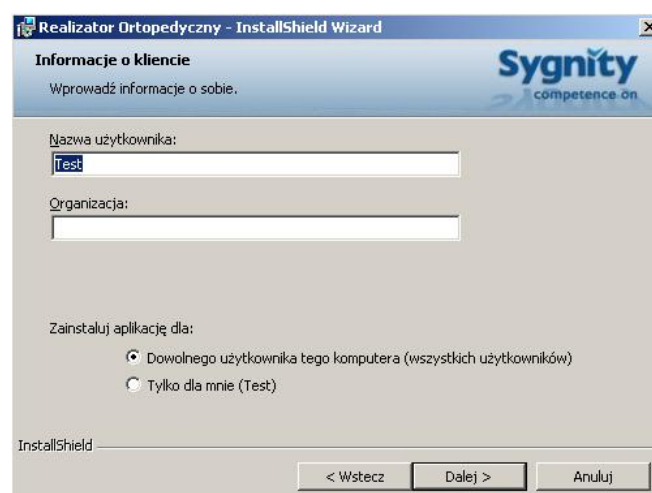 Realizator Ortopedyczny - InstallShield Wizard
Informacje o kliencie
Wprowadź informacje o sobie.
Sygnity
competence on
Nazwa użytkownika:
Test
Organizacja:
Zainstaluj aplikację dla:
Dowolnego użytkownika tego komputera (wszystkich użytkowników)
Tylko dla mnie (Test)
InstallShield
< Wstecz
Dalej >
Anuluj